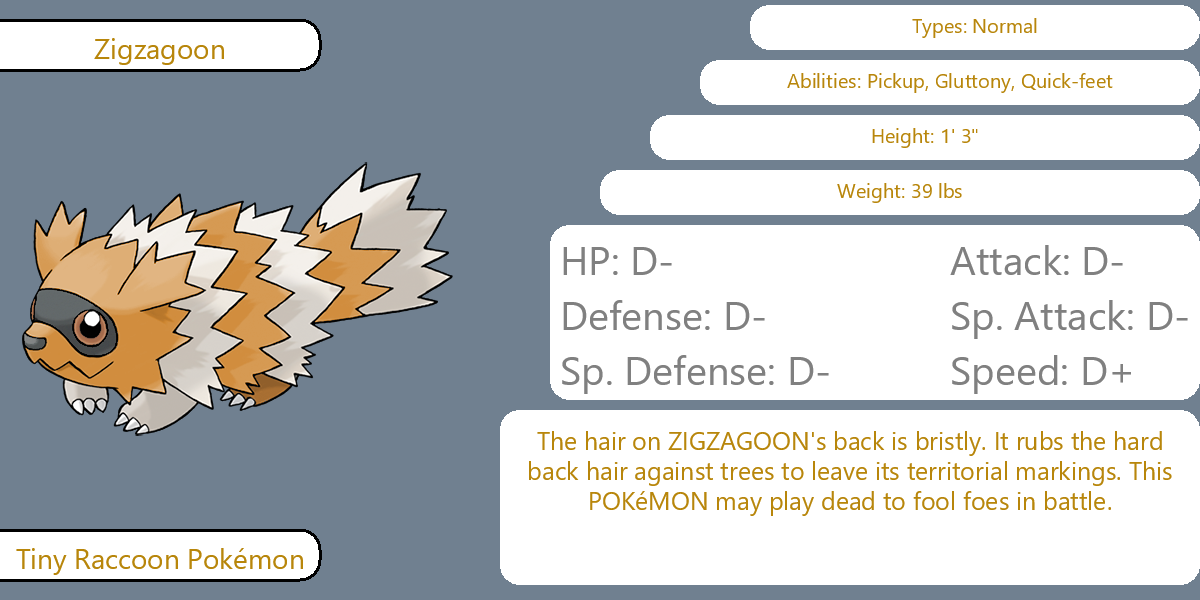 Zigzagoon
Types: Normal
Abilities: Pickup, Gluttony, Quick-feet
Height: 1' 3"
Weight: 39 lbs
HP: D-
Attack: D-
Defense: D-
Sp. Attack: D-
Sp. Defense: D-
Speed: D+
The hair on ZIGZAGOON's back is bristly. It rubs the hard
back hair against trees to leave its territorial markings. This
POKéMON may play dead to fool foes in battle.
Tiny Raccoon Pokémon